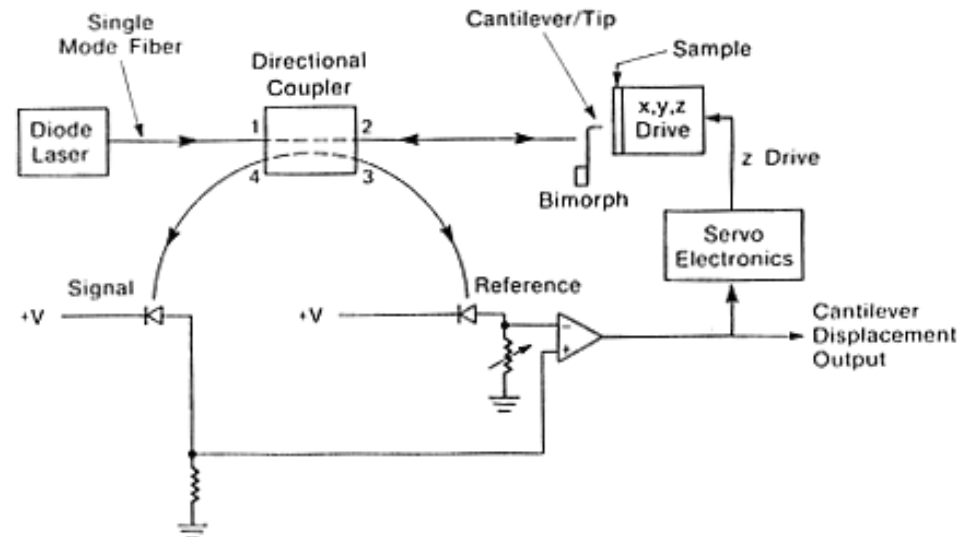 Single
Mode Fiber
Cantilever/Tip
Sample
Directional
Coupler
Diode
Laser
1
2
4
3
x,y,z
Drive
z Drive
Bimorph
Servo
Electronics
Signal
Reference
+V
+V
−
+
Cantilever
Displacement
Output